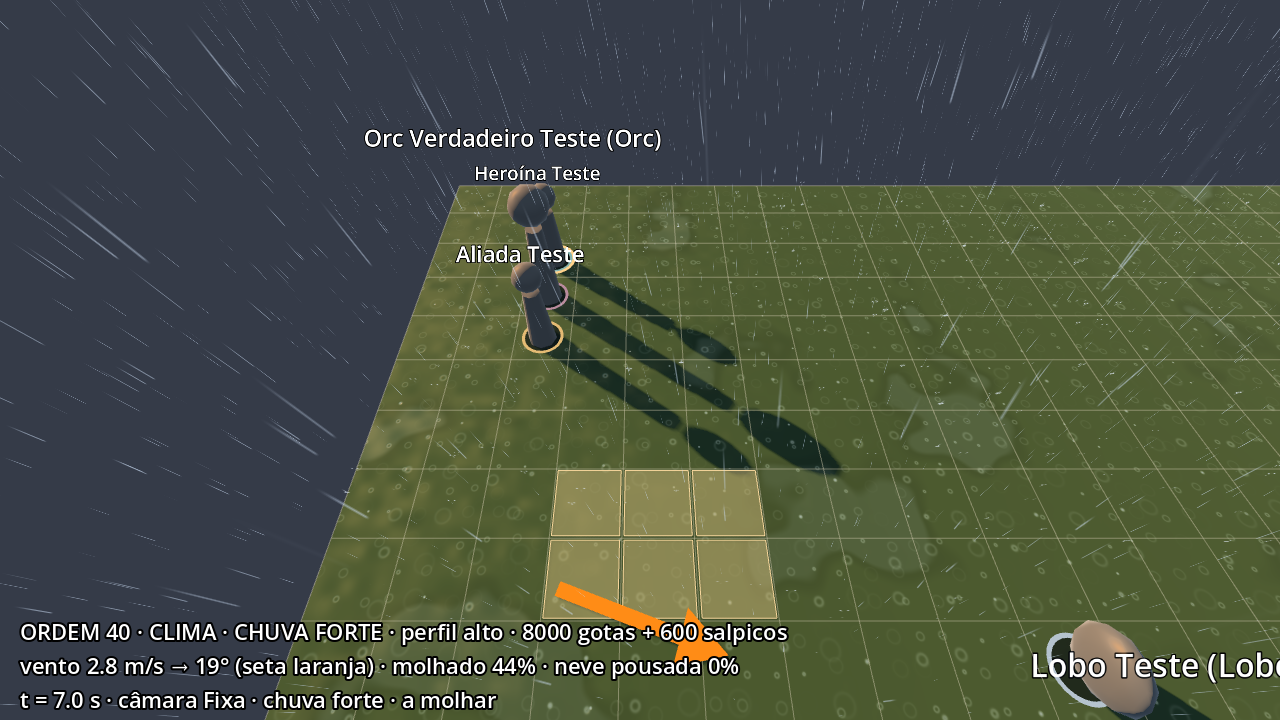 Orc Verdadeiro Teste (Orc)
Heroína Teste
Aliada Teste
Lobo Teste (Lobo
ORDEM 40 · CLIMA · CHUVA FORTE · perfil alto · 8000 gotas + 600 salpicos
vento 2.8 m/s → 19° (seta laranja) · molhado 44% · neve pousada 0%
t = 7.0 s · câmara Fixa · chuva forte · a molhar